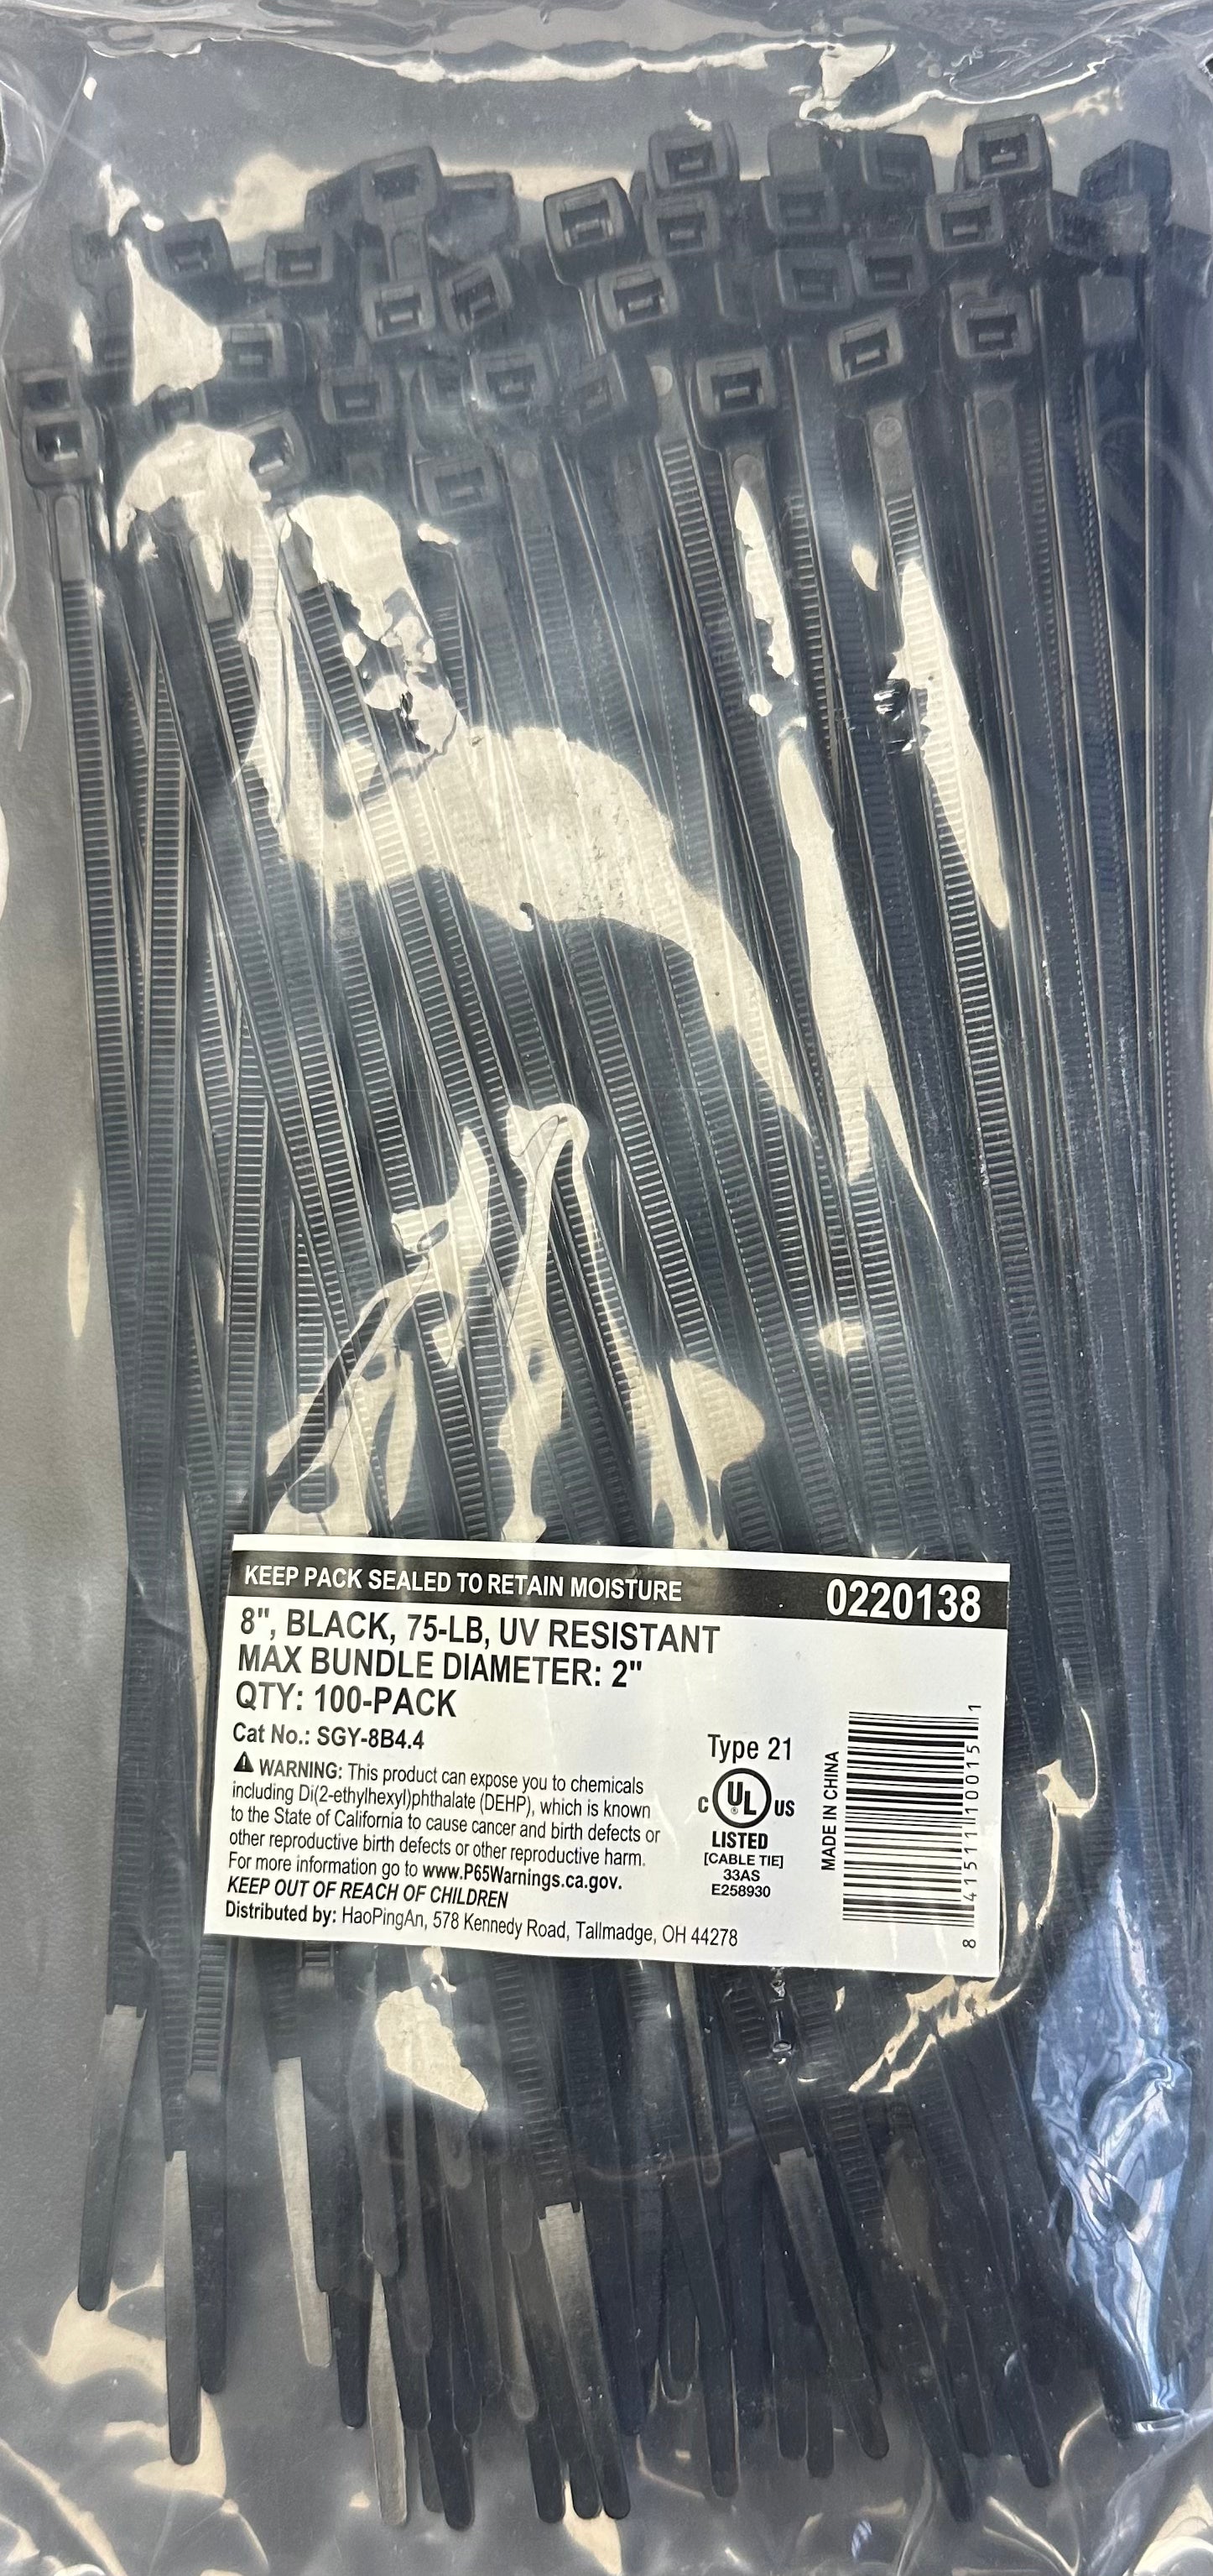 KEEP PACK SEALED TO RETAIN MOISTURE 0220138
8", BLACK, 75-LB, UV RESISTANT
MAX BUNDLE DIAMETER: 2"
QTY: 100-PACK
Cat No.: SGY-8B4.4
⚠ WARNING: This product can expose you to chemicals
including Di(2-ethylhexyl)phthalate (DEHP), which is known
to the State of California to cause cancer and birth defects or
other reproductive birth defects or other reproductive harm.
For more information go to www.P65Warnings.ca.gov.
KEEP OUT OF REACH OF CHILDREN
Distributed by: HaoPingAn, 578 Kennedy Road, Tallmadge, OH 44278
Type 21
C UL ® US
LISTED
[CABLE TIE]
33AS
E258930
MADE IN CHINA
8 41511 10015 1